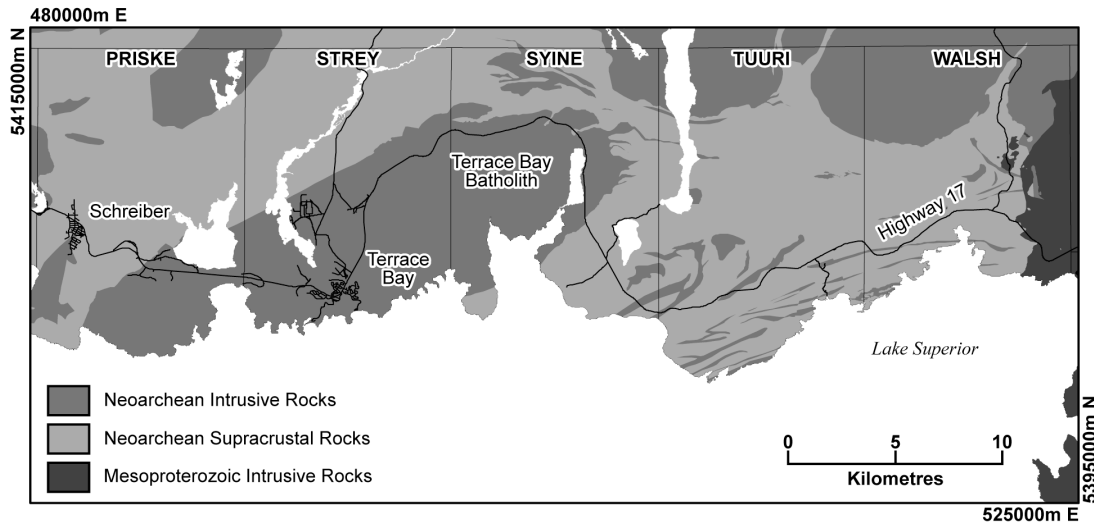 480000m E
5415000m N
PRISKE
STREY
SYINE
TUURI
WALSH
Terrace Bay
Batholith
Schreiber
Highway 17
Terrace
Bay
Lake Superior
Neoarchean Intrusive Rocks
Neoarchean Supracrustal Rocks
Mesoproterozoic Intrusive Rocks
0 5 10
Kilometres
5395000m N
525000m E